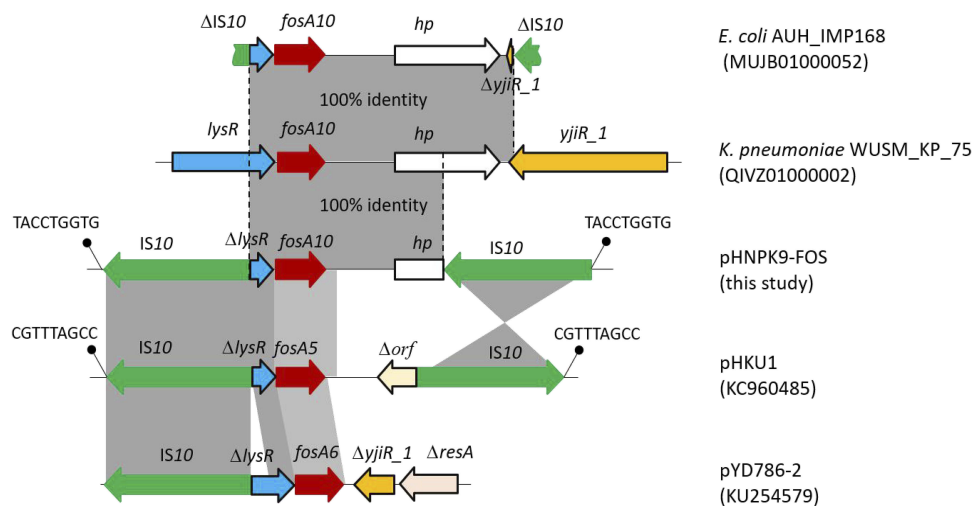 ΔIS10 fosA10 hp ΔIS10
E. coli AUH_IMP168
(MUJB01000052)
ΔyjiR_1
100% identity
lysR fosA10 hp yjiR_1
K. pneumoniae WUSM_KP_75
(QIVZ01000002)
100% identity
TACCTGGTG TACCTGGTG
IS10 ΔlysR fosA10 hp IS10
pHNPK9-FOS
(this study)
CGTTTAGCC CGTTTAGCC
IS10 ΔlysR fosA5 Δorf IS10
pHKU1
(KC960485)
IS10 ΔlysR fosA6 ΔyjiR_1 ΔresA
pYD786-2
(KU254579)